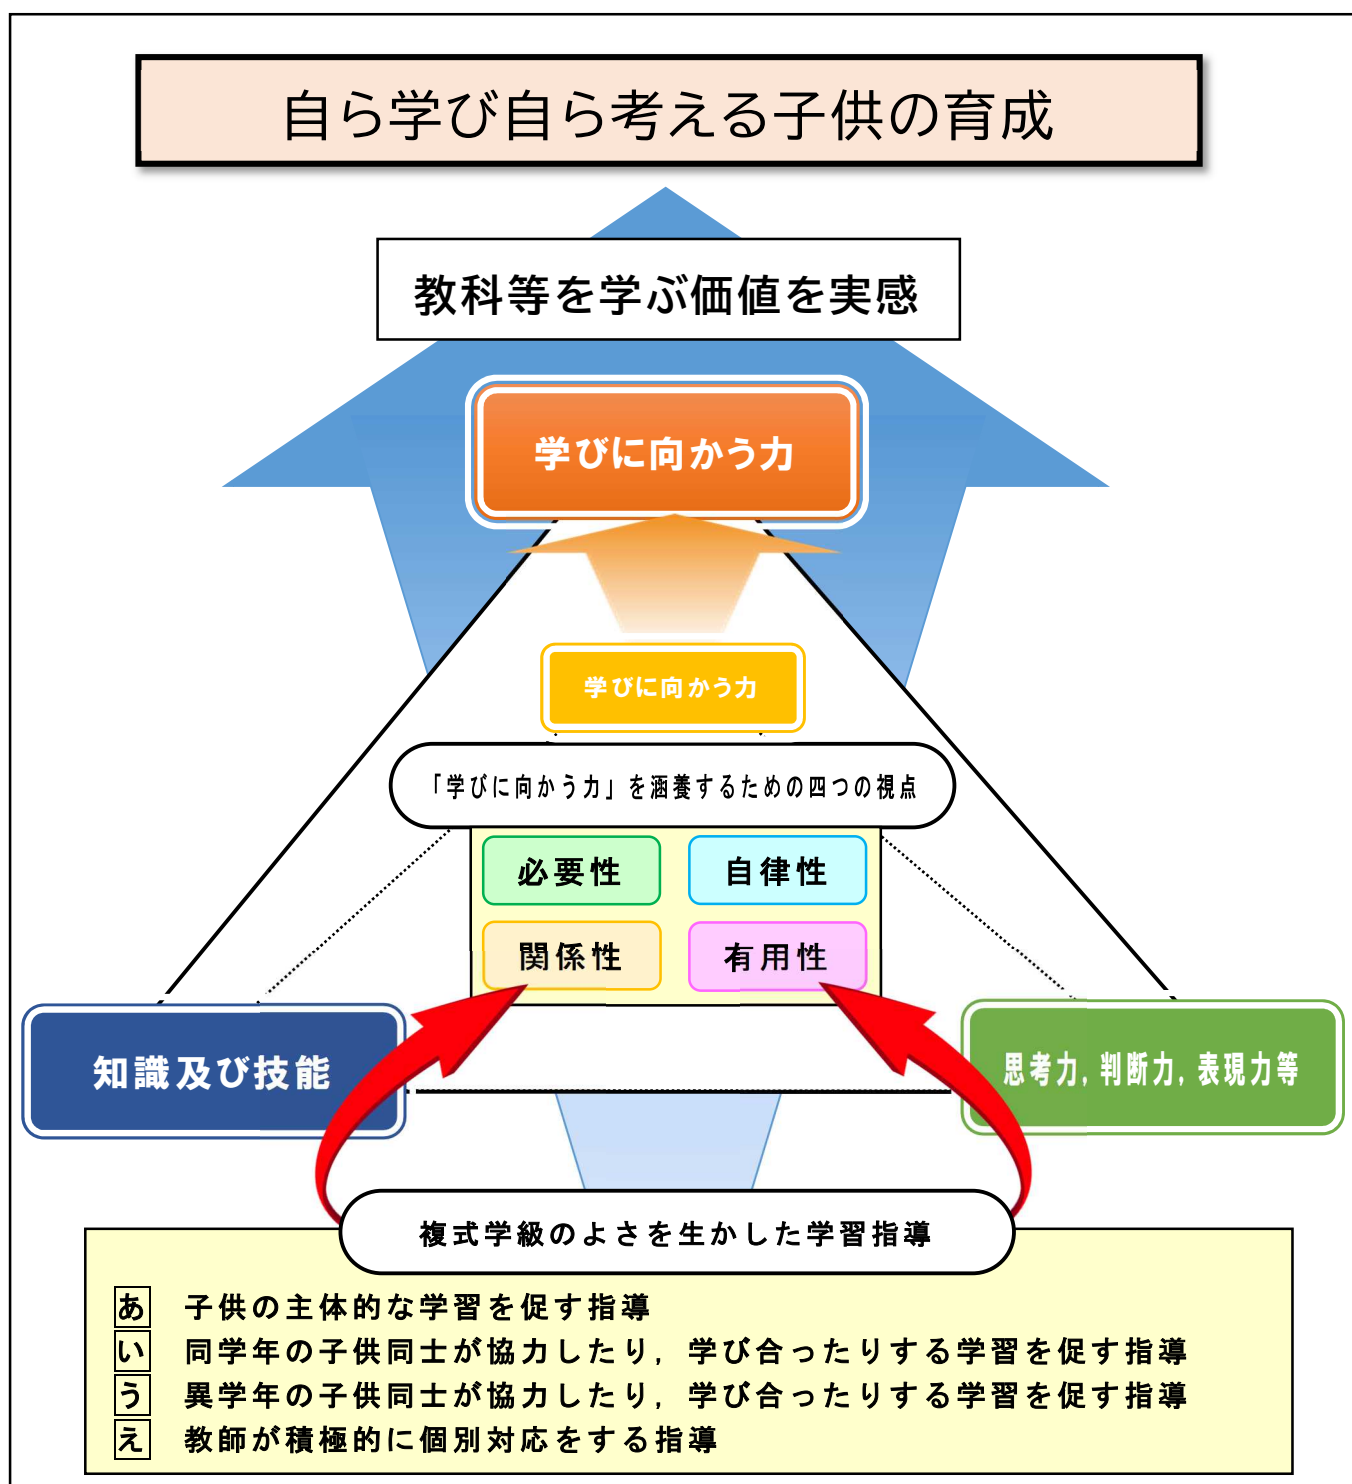 自ら学び自ら考える子供の育成
教科等を学ぶ価値を実感
学びに向かう力
学びに向かう力
「学びに向かう力」を涵養するための四つの視点
必要性
自律性
関係性
有用性
知識及び技能
思考力,判断力,表現力等
複式学級のよさを生かした学習指導
あ 子供の主体的な学習を促す指導
い 同学年の子供同士が協力したり,学び合ったりする学習を促す指導
う 異学年の子供同士が協力したり,学び合ったりする学習を促す指導
え 教師が積極的に個別対応をする指導